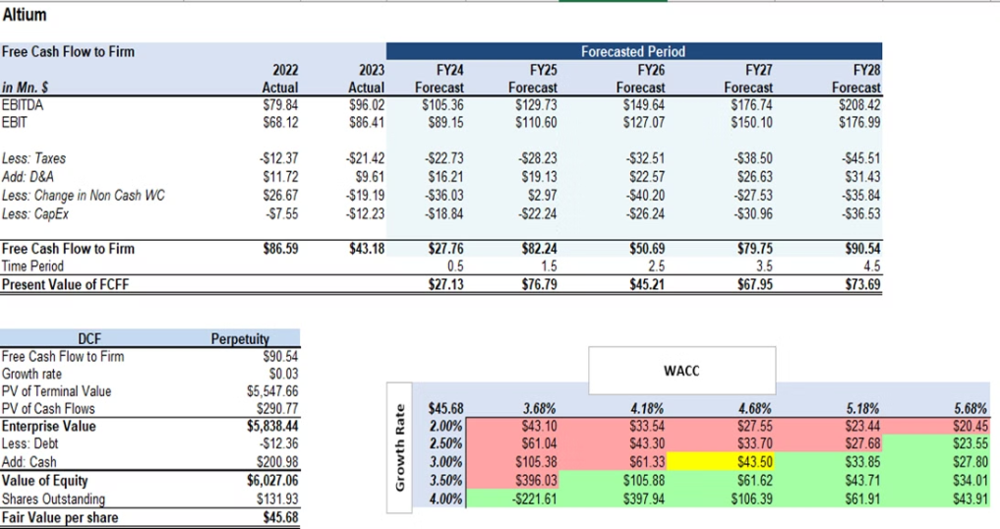 Altium
Free Cash Flow to Firm Forecasted Period
2022 2023 FY24 FY25 FY26 FY27 FY28
in Mn. $ Actual Actual Forecast Forecast Forecast Forecast Forecast
EBITDA $79.84 $96.02 $105.36 $129.73 $149.64 $176.74 $208.42
EBIT $68.12 $86.41 $89.15 $110.60 $127.07 $150.10 $176.99
Less: Taxes -$12.37 -$21.42 -$22.73 -$28.23 -$32.51 -$38.50 -$45.51
Add: D&A $11.72 $9.61 $16.21 $19.13 $22.57 $26.63 $31.43
Less: Change in Non Cash WC $26.67 -$19.19 -$36.03 $2.97 -$40.20 -$27.53 -$35.84
Less: CapEx -$7.55 -$12.23 -$18.84 -$22.24 -$26.24 -$30.96 -$36.53
Free Cash Flow to Firm $86.59 $43.18 $27.76 $82.24 $50.69 $79.75 $90.54
Time Period 0.5 1.5 2.5 3.5 4.5
Present Value of FCFF $27.13 $76.79 $45.21 $67.95 $73.69
DCF Perpetuity
Free Cash Flow to Firm $90.54
Growth rate $0.03
PV of Terminal Value $5,547.66
PV of Cash Flows $290.77
Enterprise Value $5,838.44
Less: Debt -$12.36
Add: Cash $200.98
Value of Equity $6,027.06
Shares Outstanding $131.93
Fair Value per share $45.68
WACC
Growth Rate
$45.68 3.68% 4.18% 4.68% 5.18% 5.68%
2.00% $43.10 $33.54 $27.55 $23.44 $20.45
2.50% $61.04 $43.30 $33.70 $27.68 $23.55
3.00% $105.38 $61.33 $43.50 $33.85 $27.80
3.50% $396.03 $105.88 $61.62 $43.71 $34.01
4.00% -$221.61 $397.94 $106.39 $61.91 $43.91